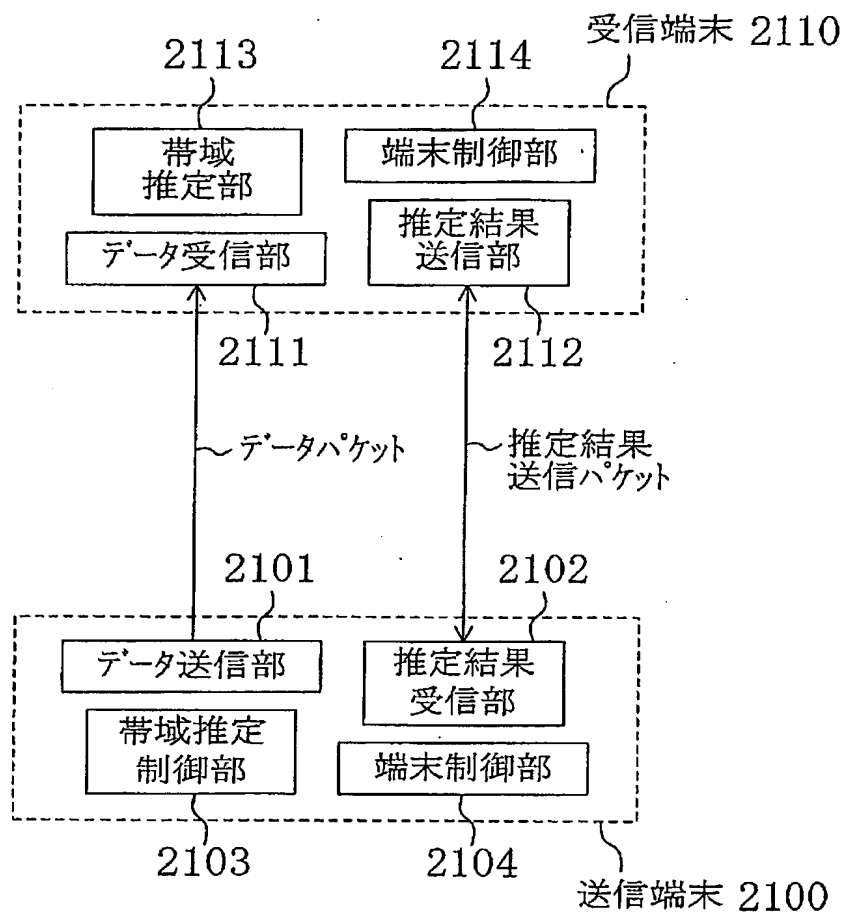 受信端末 2110
2113
2114
帯域
推定部
端末制御部
データ受信部
推定結果
送信部
2111
2112
データパケット
推定結果
送信パケット
2101
2102
データ送信部
推定結果
受信部
帯域推定
制御部
端末制御部
2103
2104
送信端末 2100